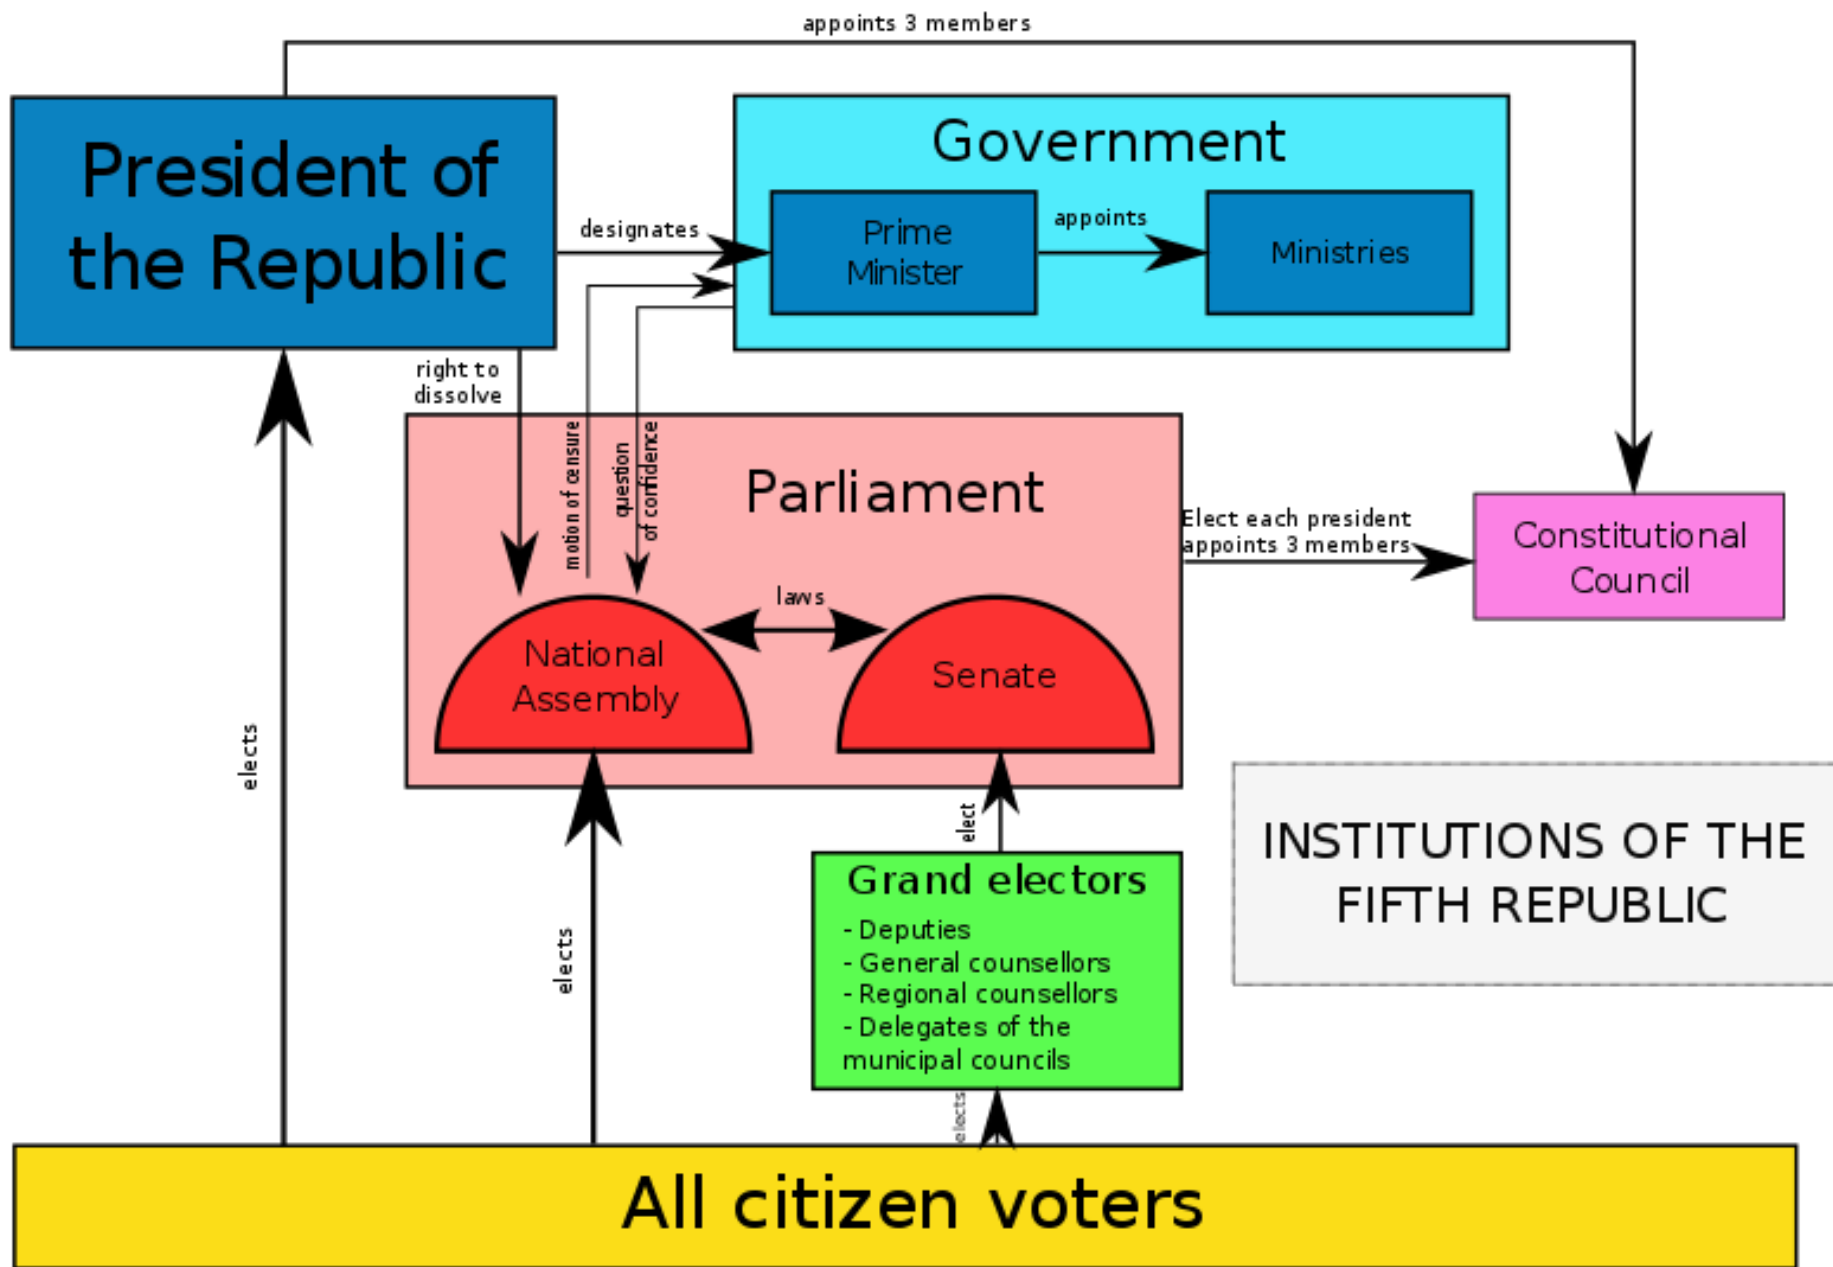 appoints 3 members
President of
the Republic
Government
designates
Prime
Minister
appoints
Ministries
right to
dissolve
motion of censure
question
of confidence
Parliament
Elect each president
appoints 3 members
Constitutional
Council
laws
National
Assembly
Senate
elects
elects
elect
INSTITUTIONS OF THE
FIFTH REPUBLIC
Grand electors
- Deputies
- General counsellors
- Regional counsellors
- Delegates of the
municipal councils
elects
All citizen voters